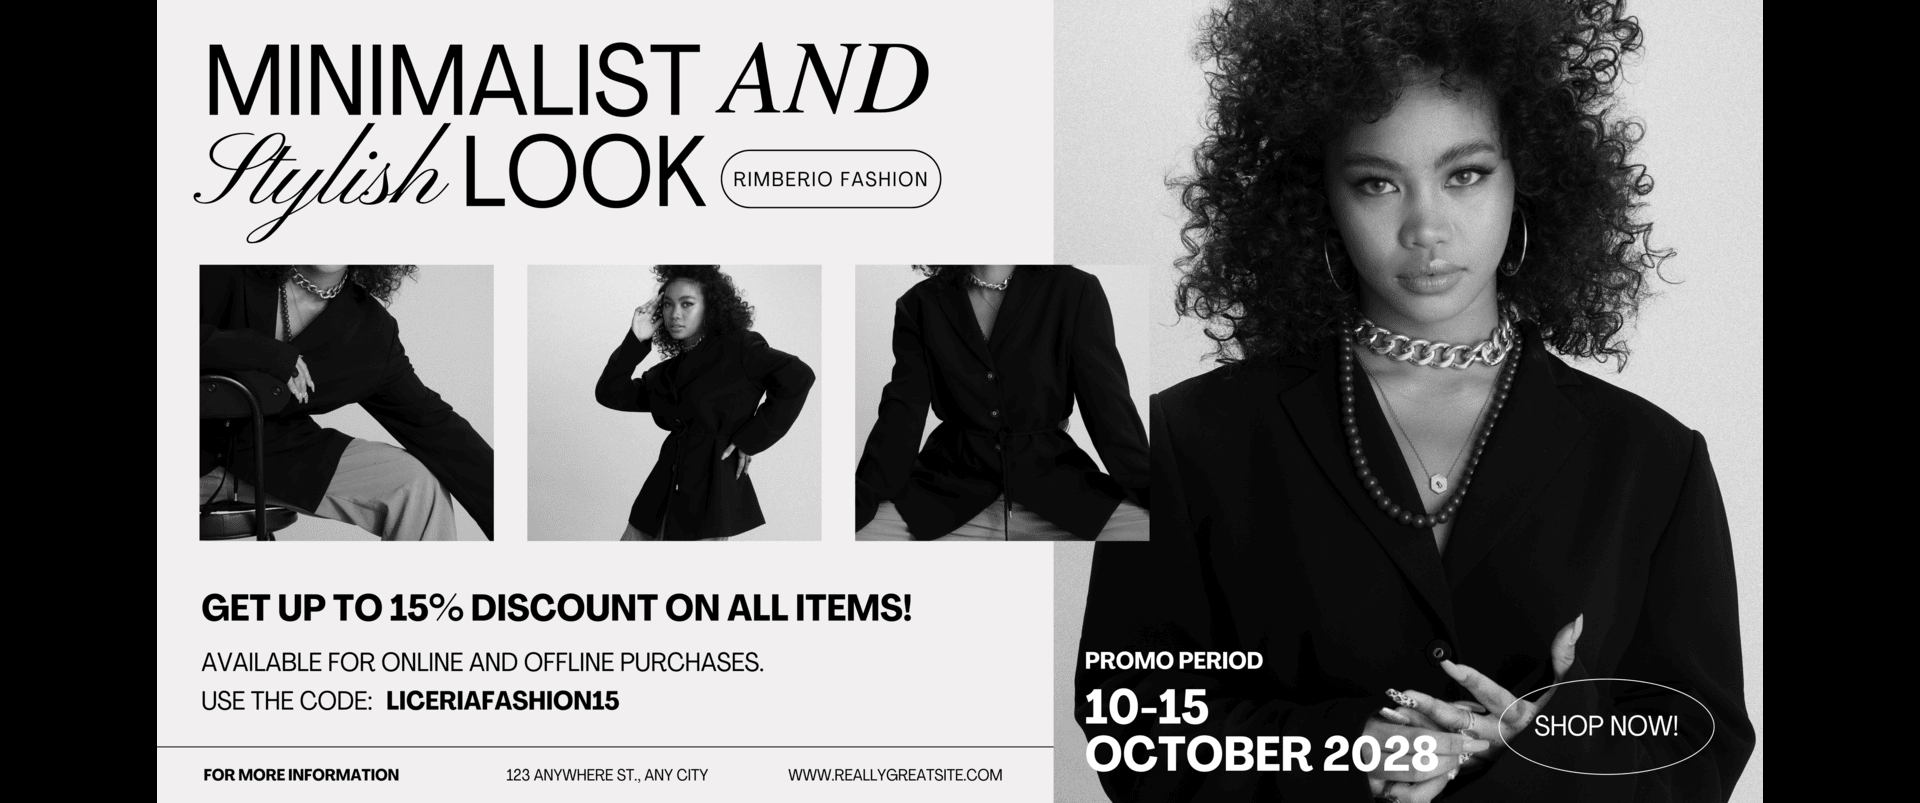 MINIMALIST AND
Stylish LOOK
RIMBERIO FASHION
GET UP TO 15% DISCOUNT ON ALL ITEMS!
AVAILABLE FOR ONLINE AND OFFLINE PURCHASES.
USE THE CODE: LICERIAFASHION15
FOR MORE INFORMATION
123 ANYWHERE ST., ANY CITY
WWW.REALLYGREATSITE.COM
PROMO PERIOD
10-15
OCTOBER 2028
SHOP NOW!